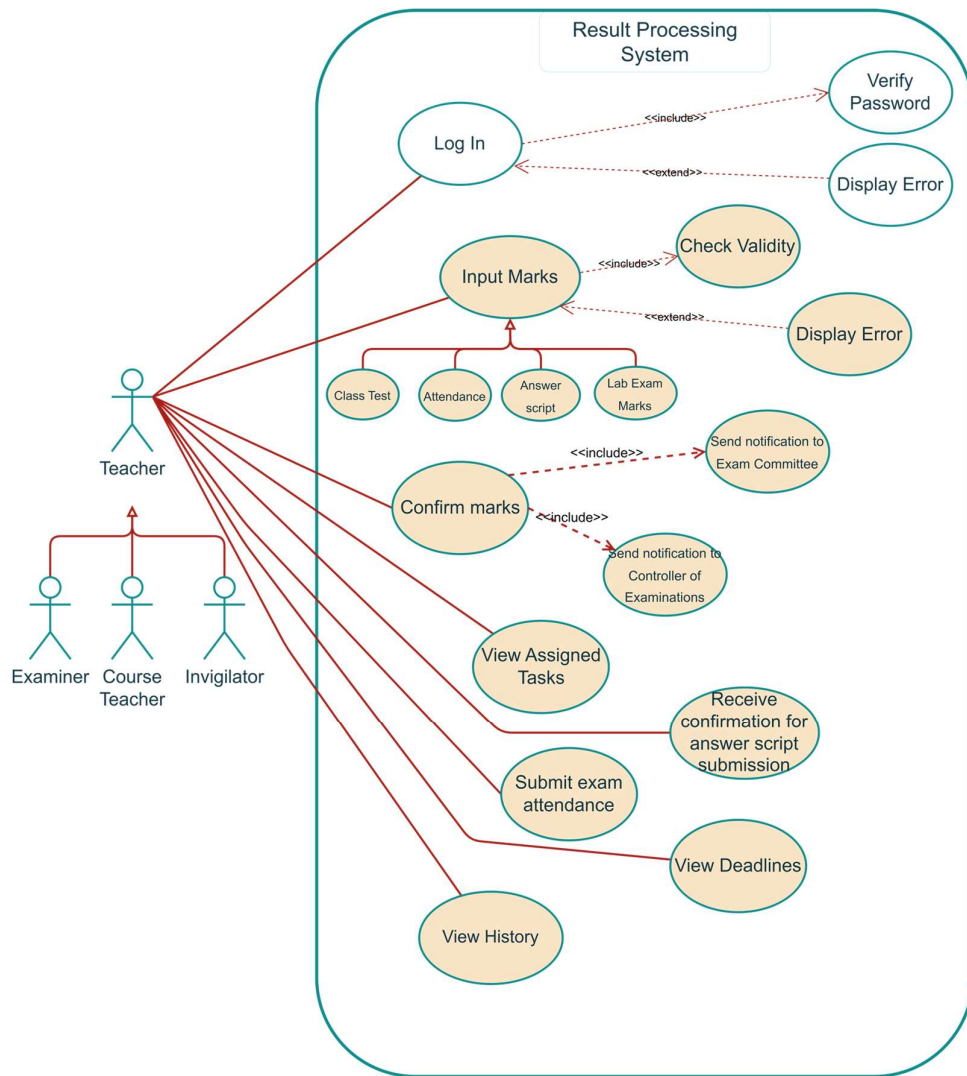 Result Processing
System
Verify
Password
<<include>>
Log In
<<extend>>
Display Error
Check Validity
<<include>>
Input Marks
<<extend>>
Display Error
Class Test
Attendance
Answer
script
Lab Exam
Marks
Teacher
Send notification to
Exam Committee
<<include>>
Confirm marks
<<include>>
Send notification to
Controller of
Examinations
Examiner
Course
Teacher
Invigilator
View Assigned
Tasks
Receive
confirmation for
answer script
submission
Submit exam
attendance
View Deadlines
View History